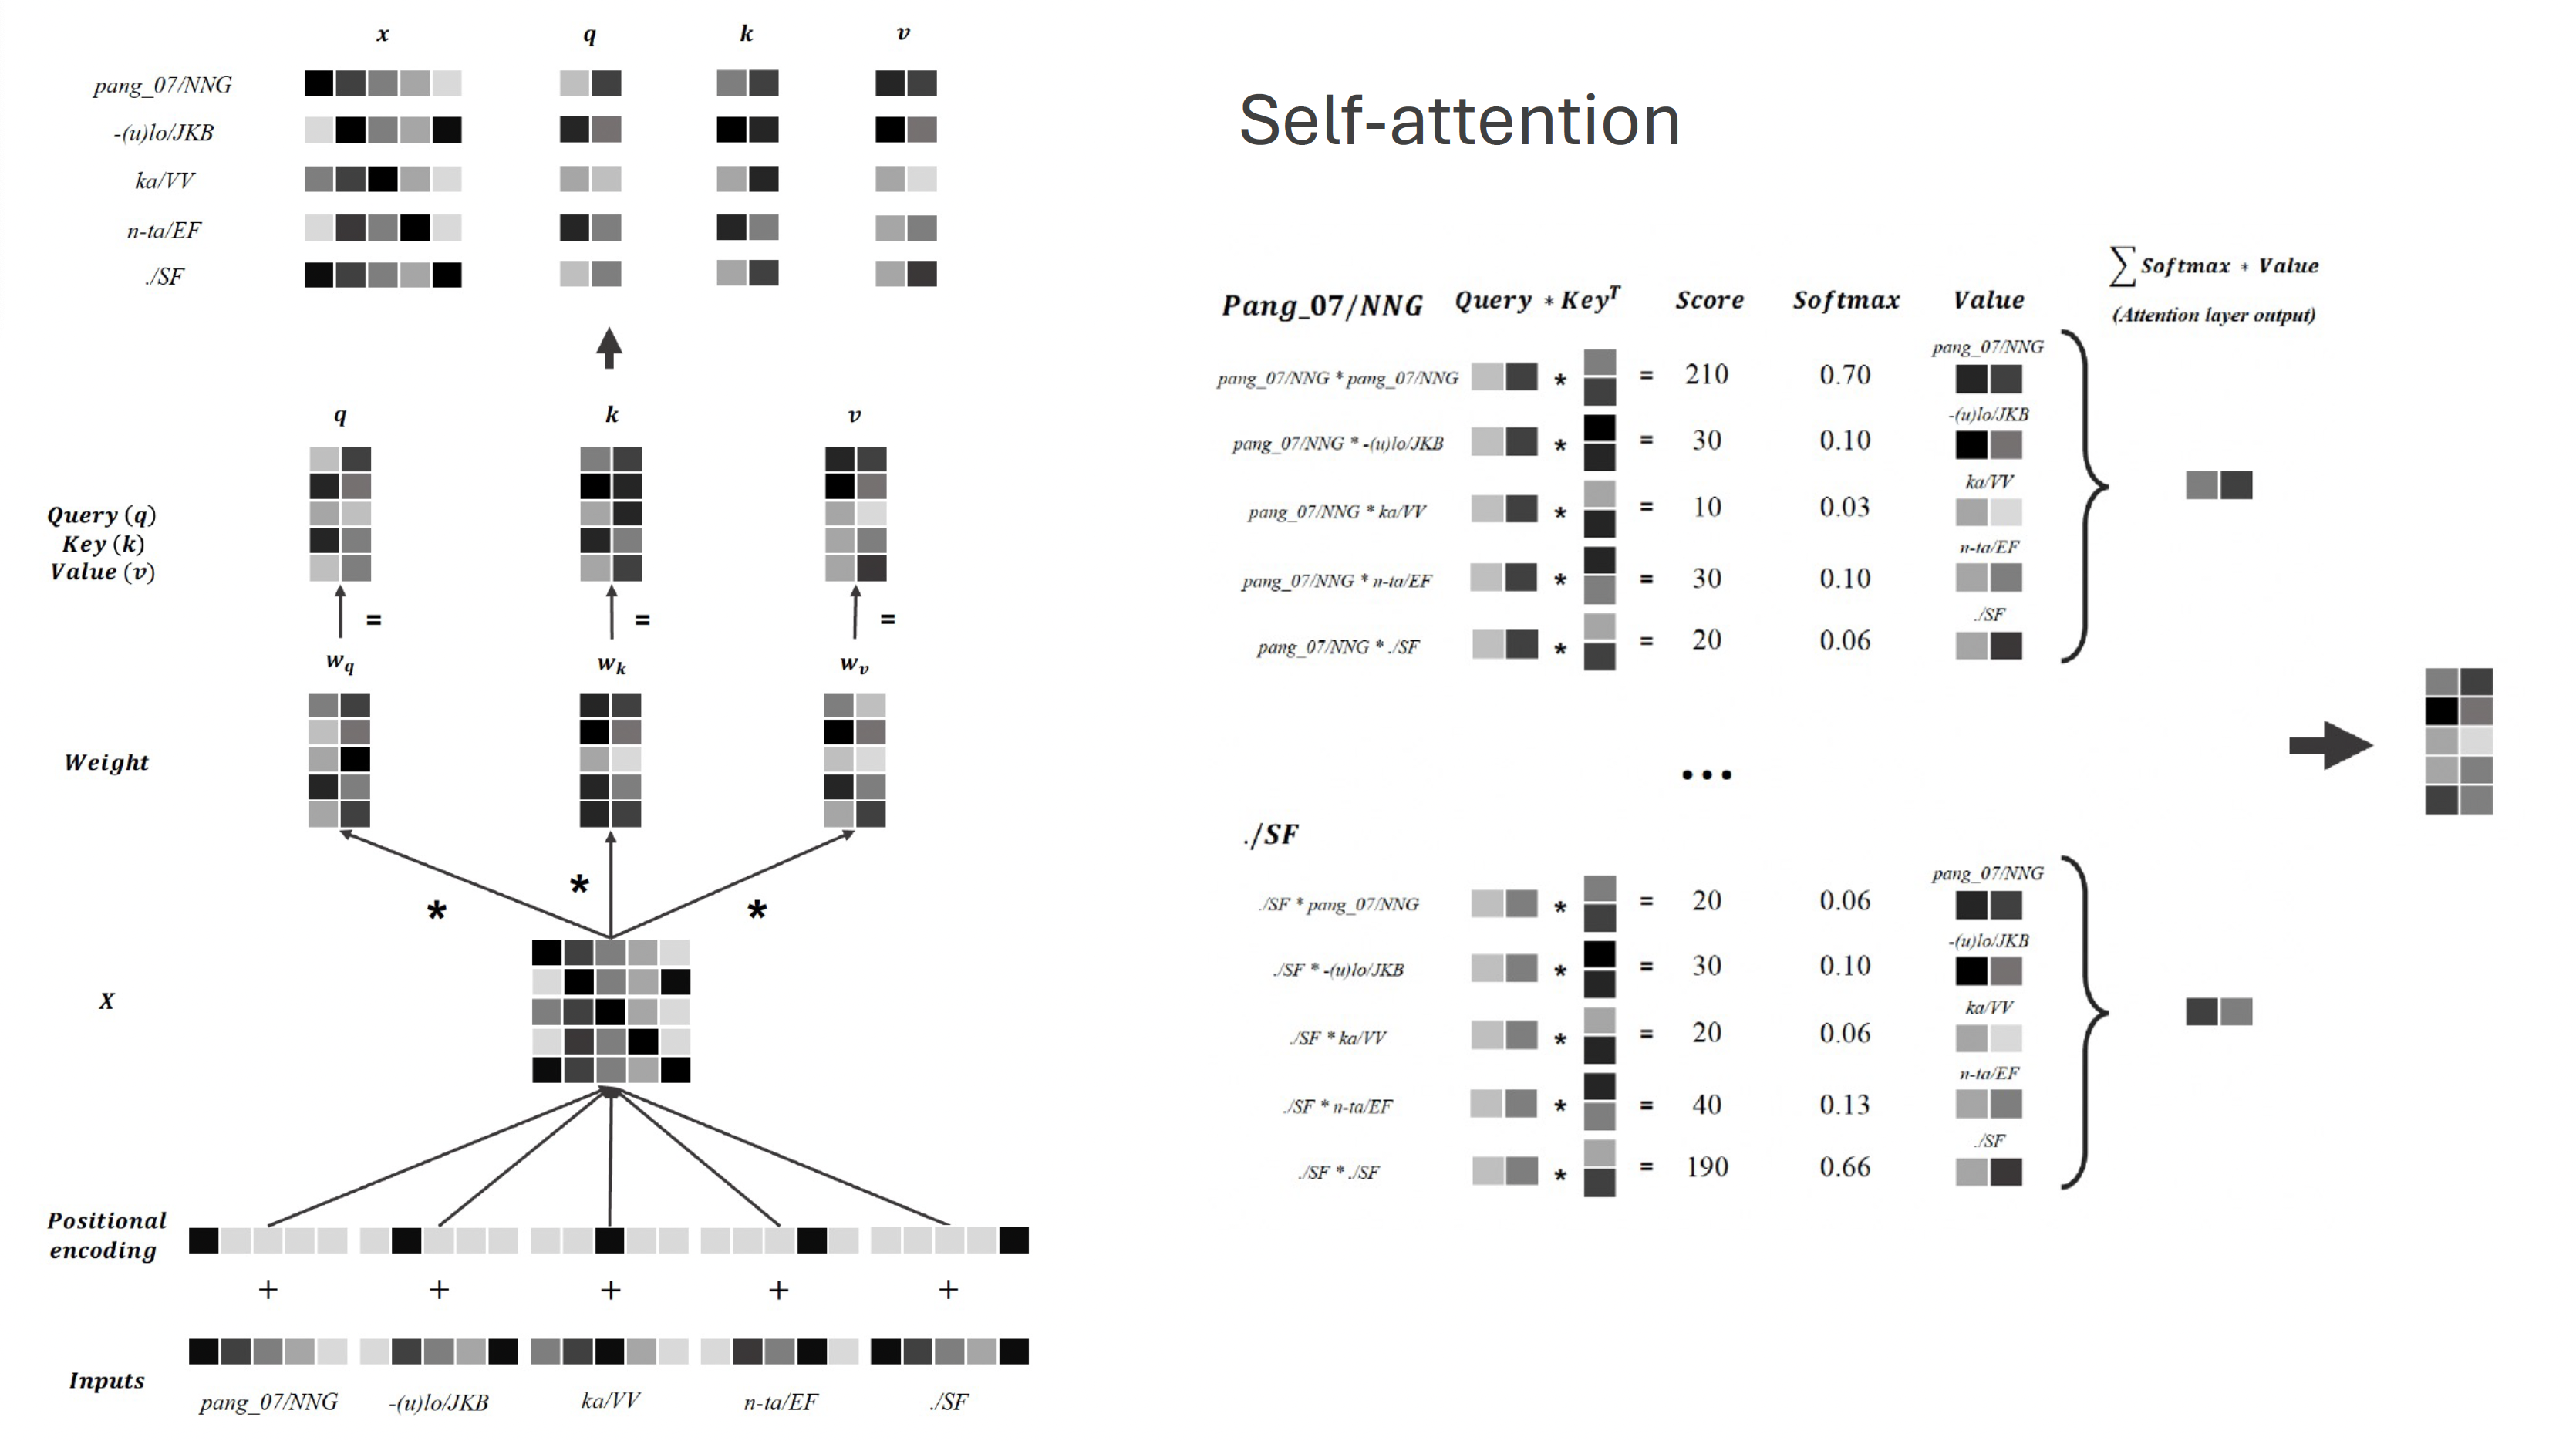 x q k v
pang_07/NNG
-(u)lo/JKB
ka/VV
n-ta/EF
./SF
q k v
Query (q)
Key (k)
Value (v)
= = =
w_q w_k w_v
Weight
* * *
X
Positional
encoding
+ + + + +
Inputs
pang_07/NNG -(u)lo/JKB ka/VV n-ta/EF ./SF
Self-attention
∑ Softmax * Value
(Attention layer output)
Pang_07/NNG Query * Key^T Score Softmax Value
pang_07/NNG
pang_07/NNG * pang_07/NNG * = 210 0.70
-(u)lo/JKB
pang_07/NNG * -(u)lo/JKB * = 30 0.10
ka/VV
pang_07/NNG * ka/VV * = 10 0.03
n-ta/EF
pang_07/NNG * n-ta/EF * = 30 0.10
./SF
pang_07/NNG * ./SF * = 20 0.06
...
./SF
pang_07/NNG
./SF * pang_07/NNG * = 20 0.06
-(u)lo/JKB
./SF * -(u)lo/JKB * = 30 0.10
ka/VV
./SF * ka/VV * = 20 0.06
n-ta/EF
./SF * n-ta/EF * = 40 0.13
./SF
./SF * ./SF * = 190 0.66